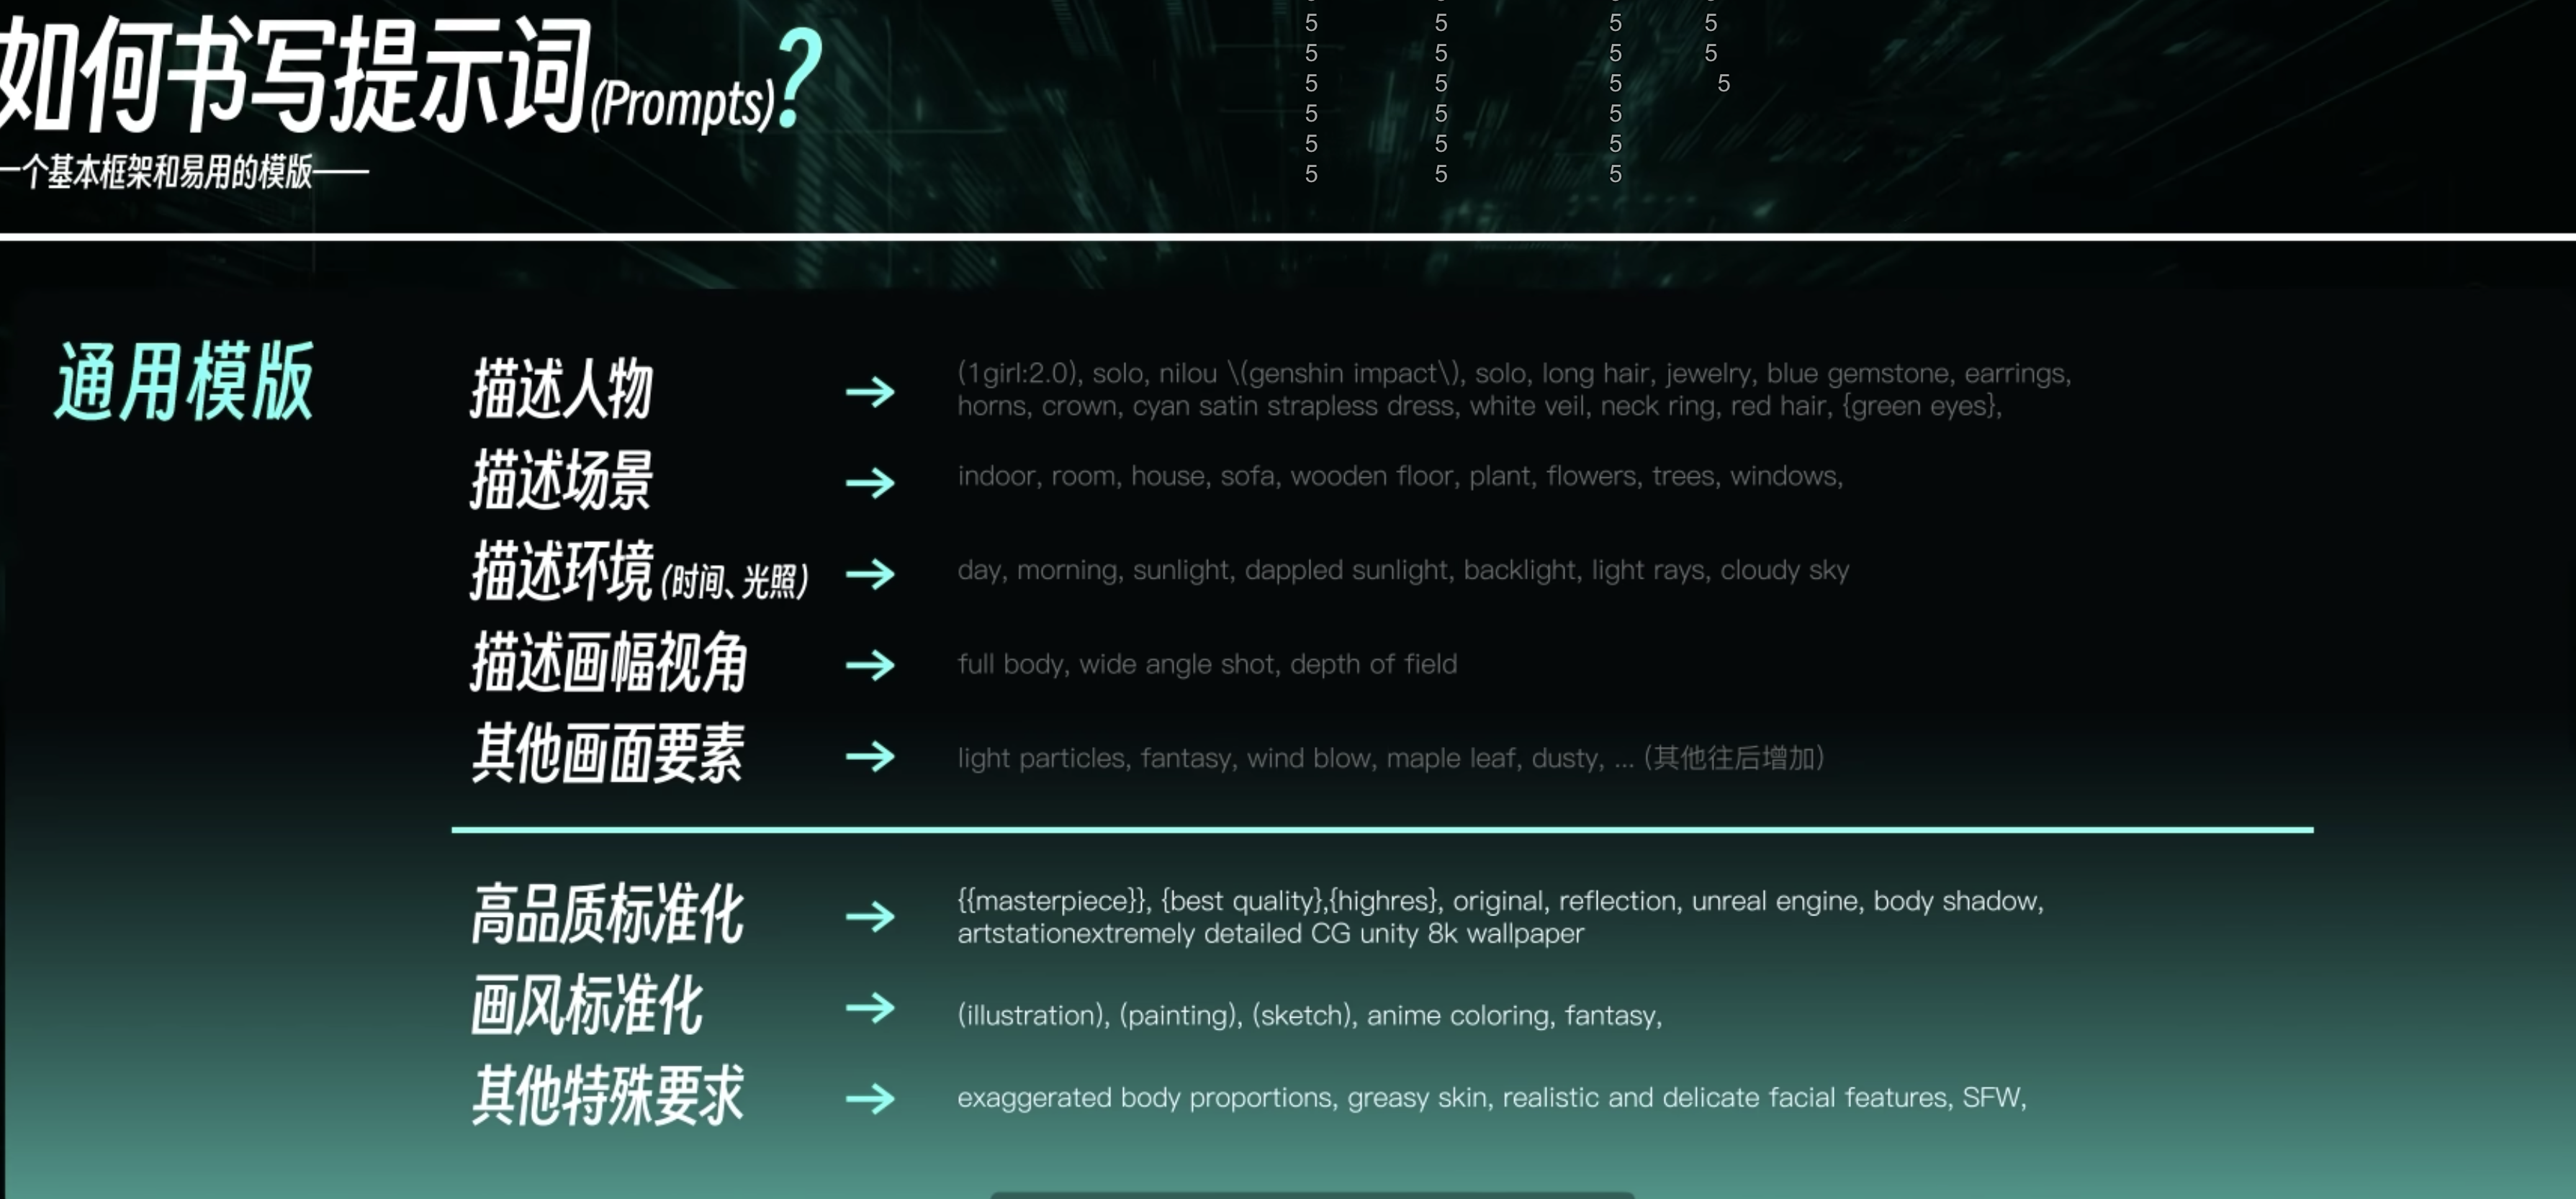 如何书写提示词(Prompts)?
一个基本框架和易用的模版——
5 5 5 5
5 5 5 5
5 5 5 5
5 5 5
5 5 5
5 5 5
通用模版
描述人物 → (1girl:2.0), solo, nilou \(genshin impact\), solo, long hair, jewelry, blue gemstone, earrings,
horns, crown, cyan satin strapless dress, white veil, neck ring, red hair, {green eyes},
描述场景 → indoor, room, house, sofa, wooden floor, plant, flowers, trees, windows,
描述环境(时间、光照) → day, morning, sunlight, dappled sunlight, backlight, light rays, cloudy sky
描述画幅视角 → full body, wide angle shot, depth of field
其他画面要素 → light particles, fantasy, wind blow, maple leaf, dusty, ... (其他往后增加)
高品质标准化 → {{masterpiece}}, {best quality},{highres}, original, reflection, unreal engine, body shadow,
artstationextremely detailed CG unity 8k wallpaper
画风标准化 → (illustration), (painting), (sketch), anime coloring, fantasy,
其他特殊要求 → exaggerated body proportions, greasy skin, realistic and delicate facial features, SFW,